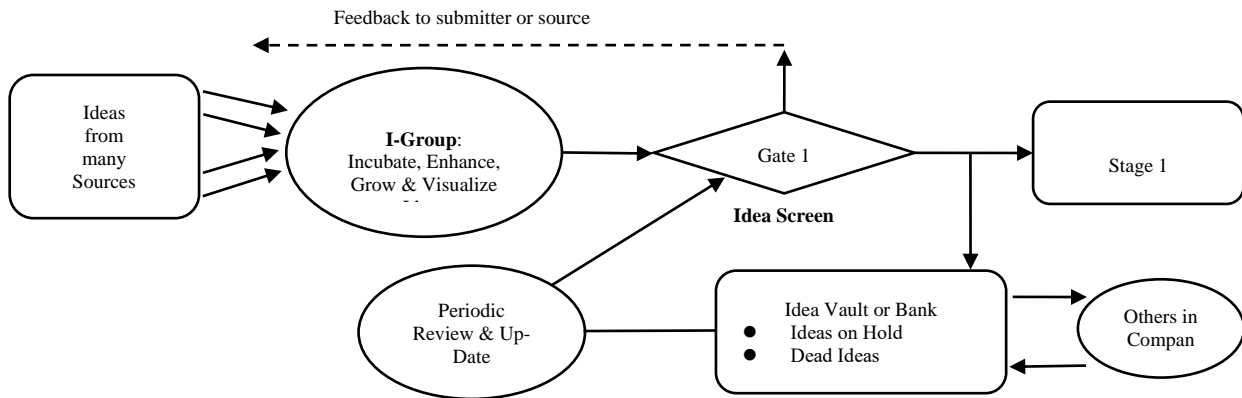 Feedback to submitter or source
Ideas
from
many
Sources
I-Group:
Incubate, Enhance,
Grow & Visualize
Gate 1
Idea Screen
Stage 1
Periodic
Review & Up-
Date
Idea Vault or Bank
● Ideas on Hold
● Dead Ideas
Others in
Compan